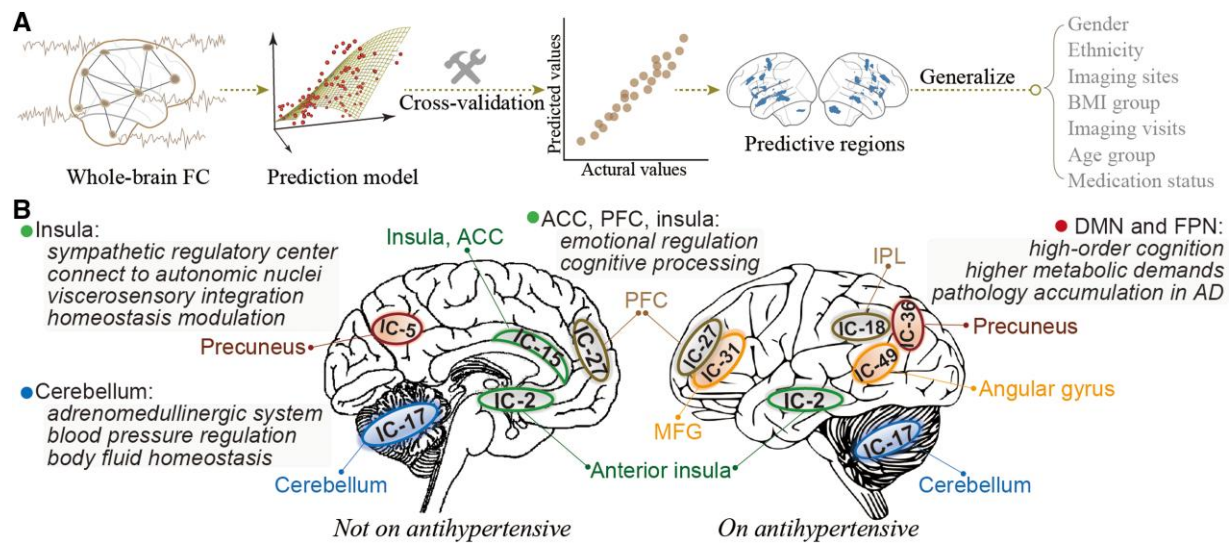 A
Whole-brain FC
Prediction model
Cross-validation
Predicted values
Actural values
Predictive regions
Generalize
Gender
Ethnicity
Imaging sites
BMI group
Imaging visits
Age group
Medication status
B
Insula:
sympathetic regulatory center
connect to autonomic nuclei
viscerosensory integration
homeostasis modulation
Cerebellum:
adrenomedullinergic system
blood pressure regulation
body fluid homeostasis
Insula, ACC
ACC, PFC, insula:
emotional regulation
cognitive processing
DMN and FPN:
high-order cognition
higher metabolic demands
pathology accumulation in AD
Precuneus
IC-5
IC-15
IC-27
IC-2
IC-17
PFC
Cerebellum
Anterior insula
Not on antihypertensive
IPL
IC-27
IC-31
IC-18
IC-36
IC-49
IC-2
IC-17
Precuneus
Angular gyrus
MFG
Cerebellum
On antihypertensive